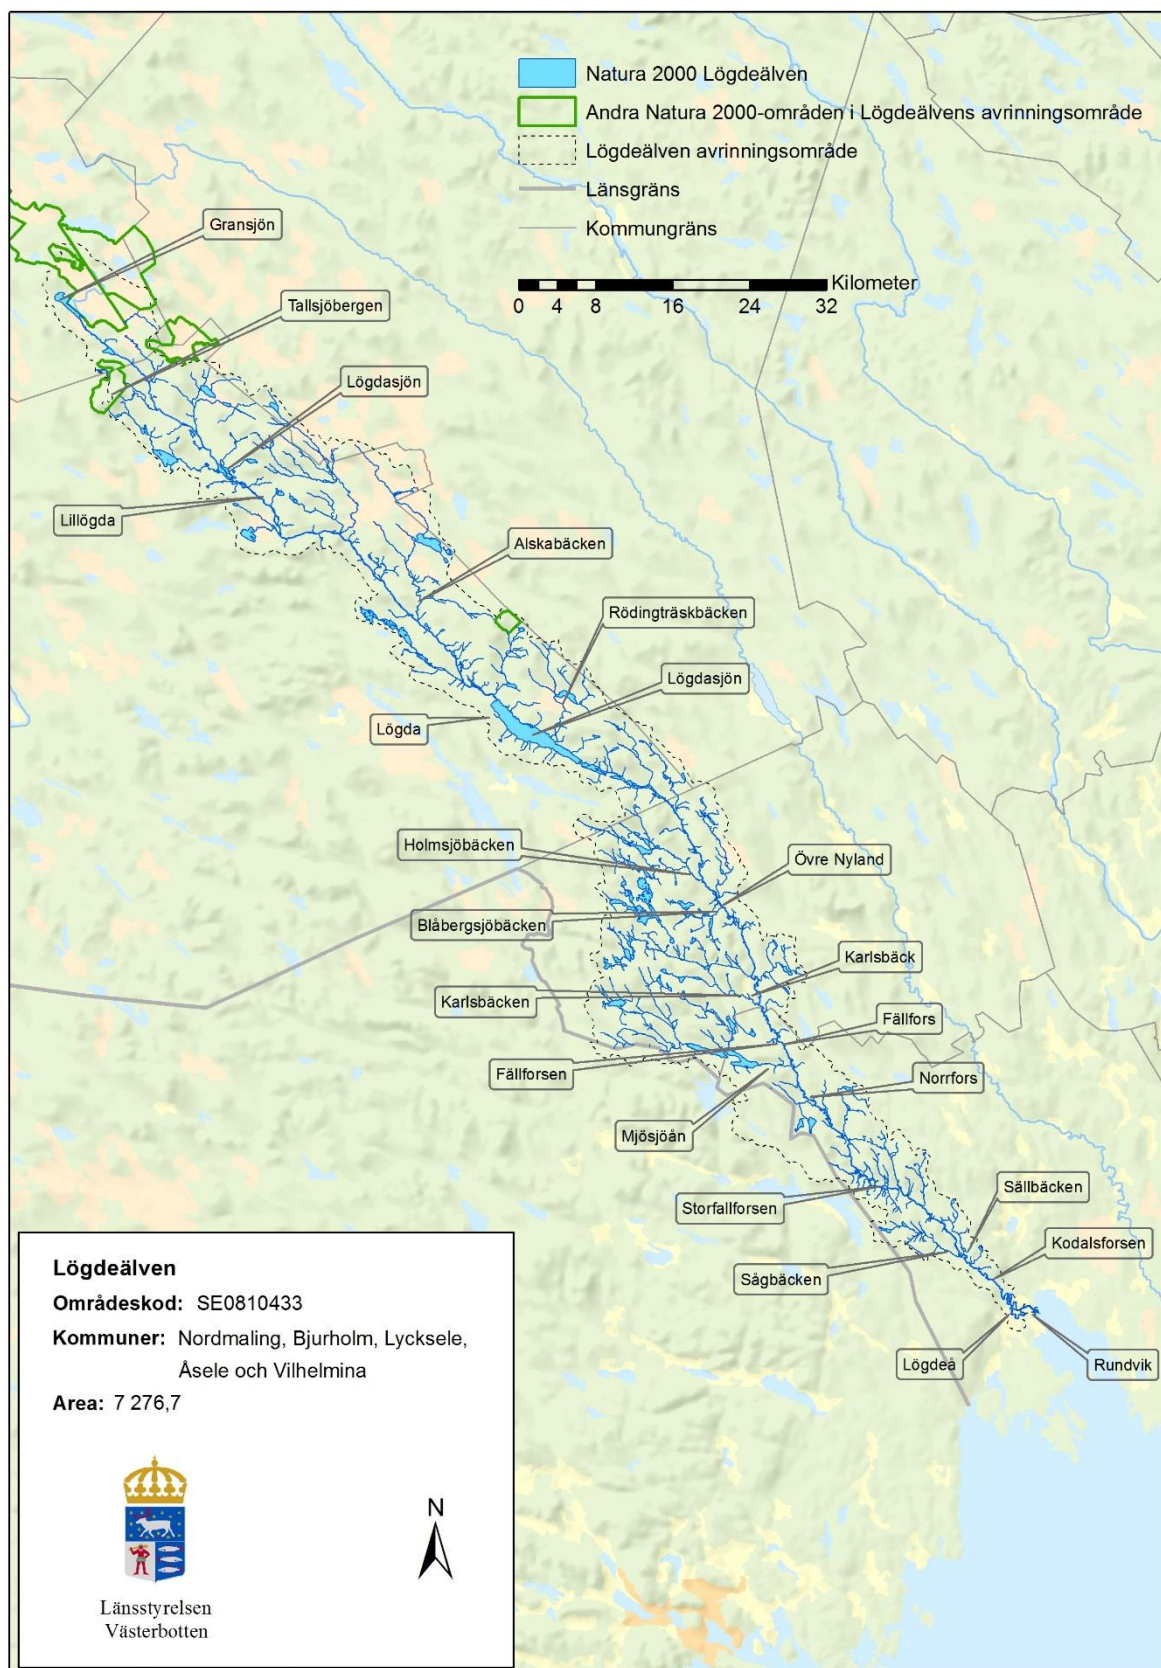 Natura 2000 Lögdeälven
Andra Natura 2000-områden i Lögdeälvens avrinningsområde
Lögdeälven avrinningsområde
Länsgräns
Kommungräns
Kilometer
0 4 8 16 24 32
Gransjön
Tallsjöbergen
Lögdasjön
Lillögda
Alskabäcken
Rödingträskbäcken
Lögdasjön
Lögda
Holmsjöbäcken
Övre Nyland
Blåbergsjöbäcken
Karlsbäck
Karlsbäcken
Fällfors
Fällforsen
Norrfors
Mjösjöån
Sällbäcken
Storfallforsen
Kodalsforsen
Sågbäcken
Lögdeå
Rundvik
Lögdeälven
Områdeskod: SE0810433
Kommuner: Nordmaling, Bjurholm, Lycksele,
Åsele och Vilhelmina
Area: 7 276,7
N
Länsstyrelsen
Västerbotten